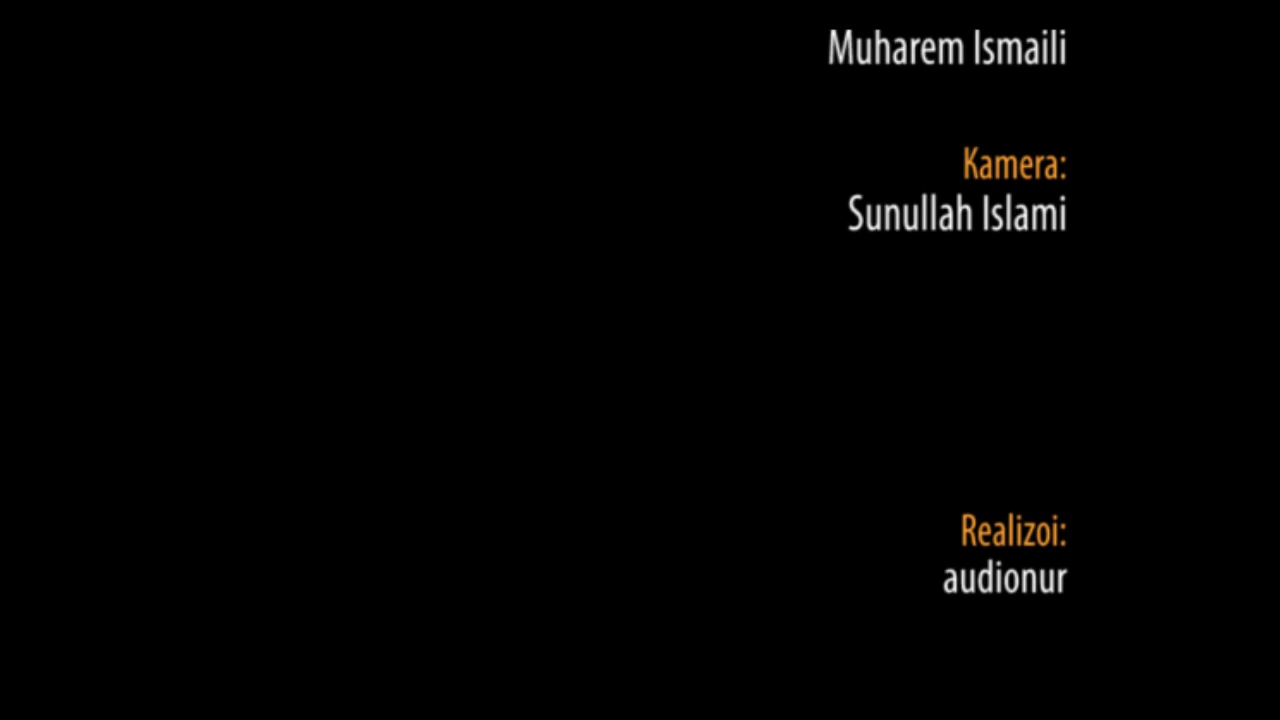 Muharem Ismaili
Kamera:
Sunullah Islami
Realizoi:
audionur